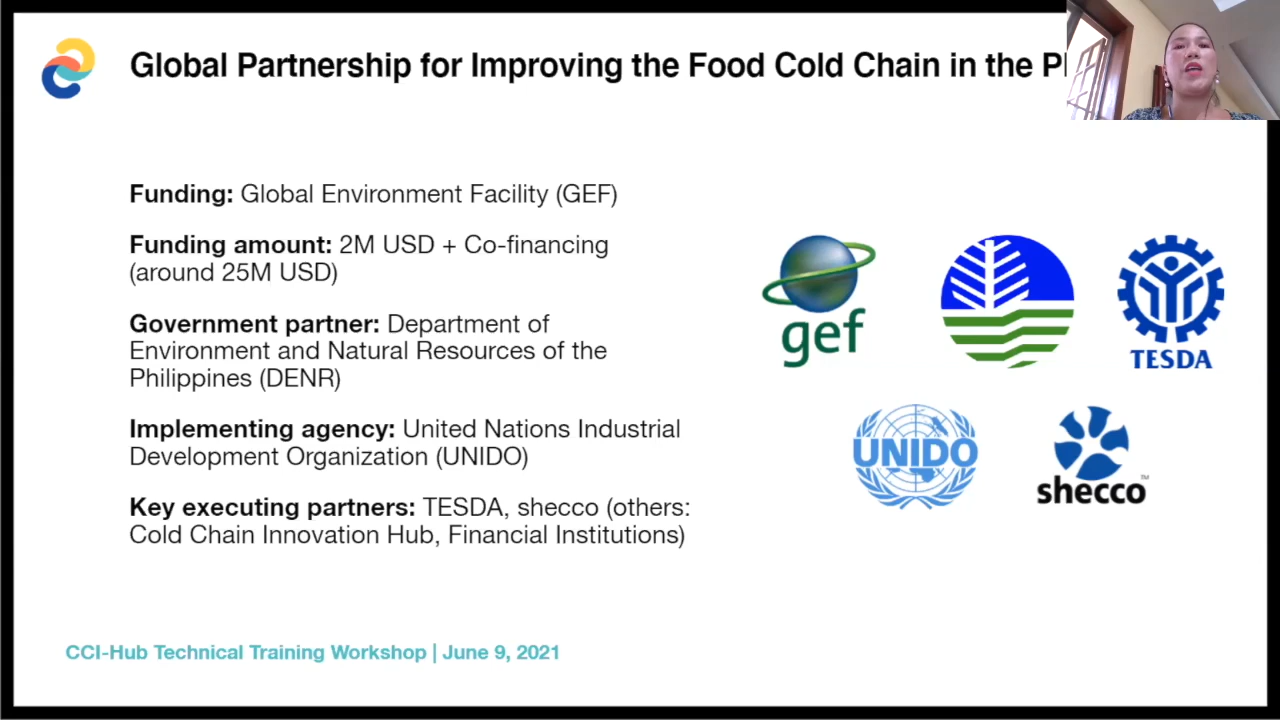 Global Partnership for Improving the Food Cold Chain in the
Funding: Global Environment Facility (GEF)
Funding amount: 2M USD + Co-financing
(around 25M USD)
Government partner: Department of
Environment and Natural Resources of the
Philippines (DENR)
Implementing agency: United Nations Industrial
Development Organization (UNIDO)
Key executing partners: TESDA, shecco (others:
Cold Chain Innovation Hub, Financial Institutions)
gef
TESDA
UNIDO
shecco™
CCI-Hub Technical Training Workshop | June 9, 2021